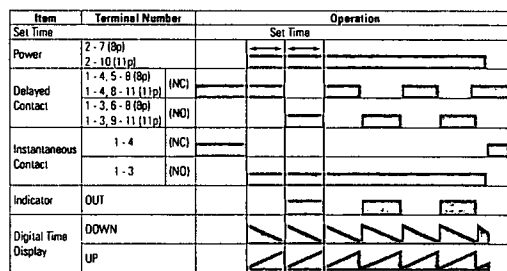 Item Terminal Number Operation
Set Time Set Time
Power 2 - 7 (8p)
2 - 10 (11p)
Delayed Contact 1 - 4, 5 - 8 (8p)
1 - 4, 8 - 11 (11p) (NC)
1 - 3, 6 - 8 (8p)
1 - 3, 9 - 11 (11p) (NO)
Instantaneous Contact 1 - 4 (NC)
1 - 3 (NO)
Indicator OUT
Digital Time Display DOWN
UP